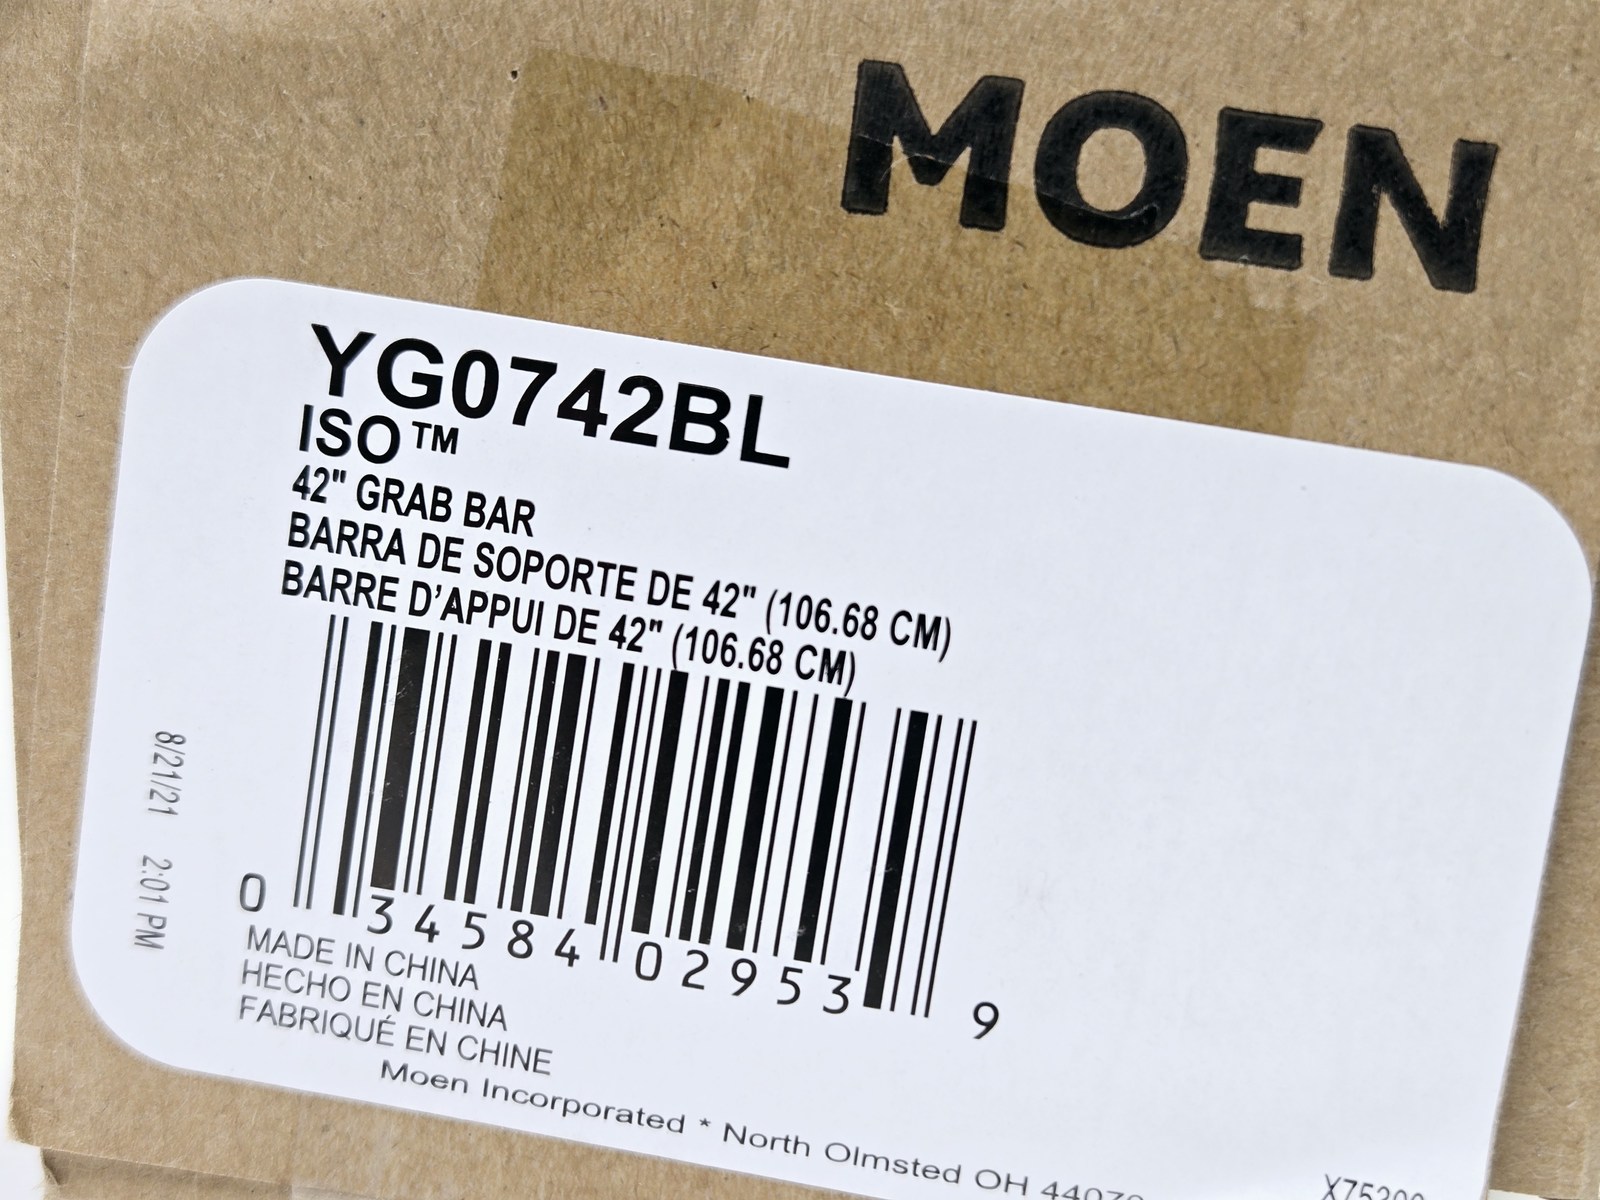 MOEN
YG0742BL
ISO™
42" GRAB BAR
BARRA DE SOPORTE DE 42" (106.68 CM)
BARRE D'APPUI DE 42" (106.68 CM)
0 34584 02953 9
8/21/21 2:01 PM
MADE IN CHINA
HECHO EN CHINA
FABRIQUÉ EN CHINE
Moen Incorporated * North Olmsted OH